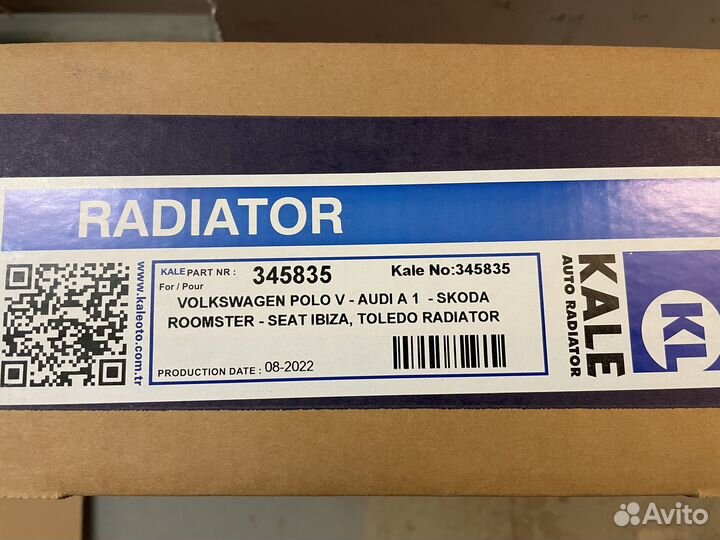 RADIATOR
www.kaleoto.com.tr
KALE PART NR : 345835 Kale No:345835
For / Pour
VOLKSWAGEN POLO V - AUDI A 1 - SKODA
ROOMSTER - SEAT IBIZA, TOLEDO RADIATOR
PRODUCTION DATE : 08-2022
KALE
AUTO RADIATOR
KL
Avito